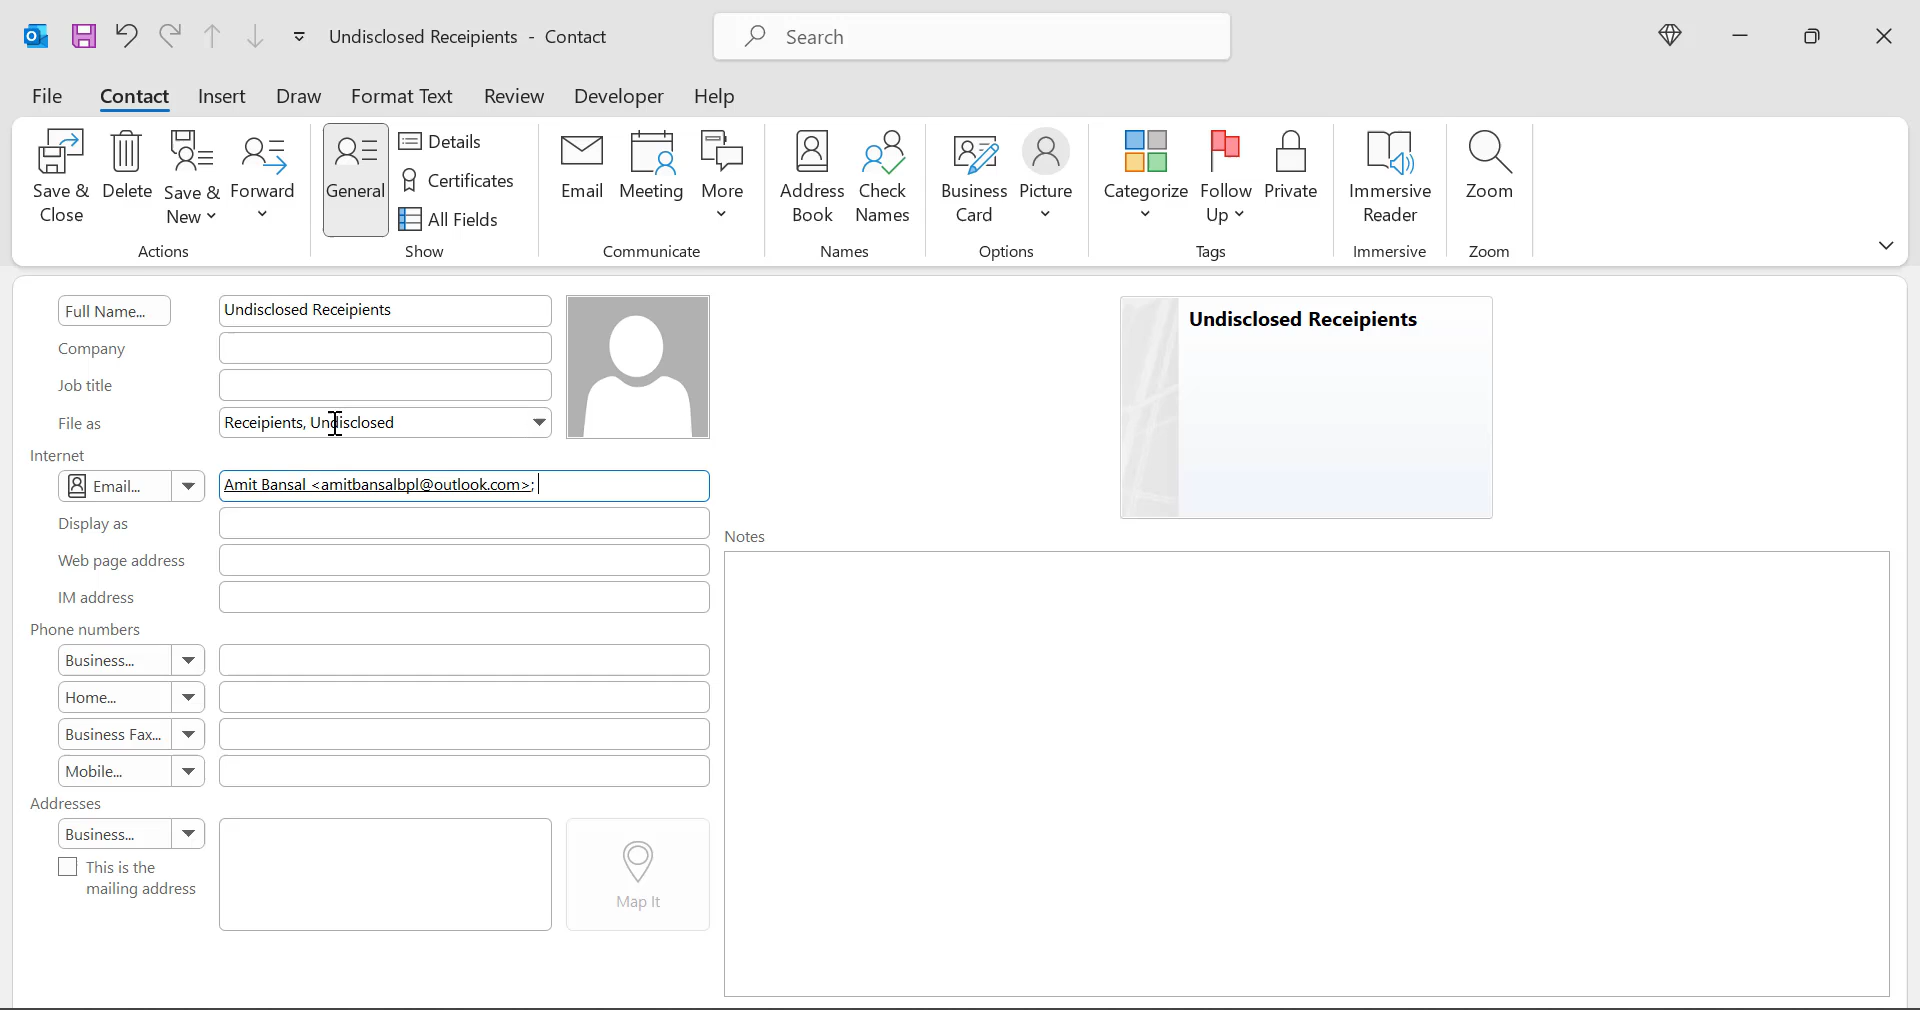 Undisclosed Receipients - Contact
Search
File Contact Insert Draw Format Text Review Developer Help
Save & Close
Delete
Save & New
Forward
Actions
General
Details
Certificates
All Fields
Show
Email
Meeting
More
Communicate
Address Book
Check Names
Names
Business Card
Picture
Options
Categorize
Follow Up
Private
Tags
Immersive Reader
Immersive
Zoom
Zoom
Full Name... Undisclosed Receipients
Company
Job title
File as Receipients, Undisclosed
Internet
Email... Amit Bansal <amitbansalbpl@outlook.com>;
Display as
Web page address
IM address
Phone numbers
Business...
Home...
Business Fax...
Mobile...
Addresses
Business...
This is the
mailing address
Map It
Undisclosed Receipients
Notes